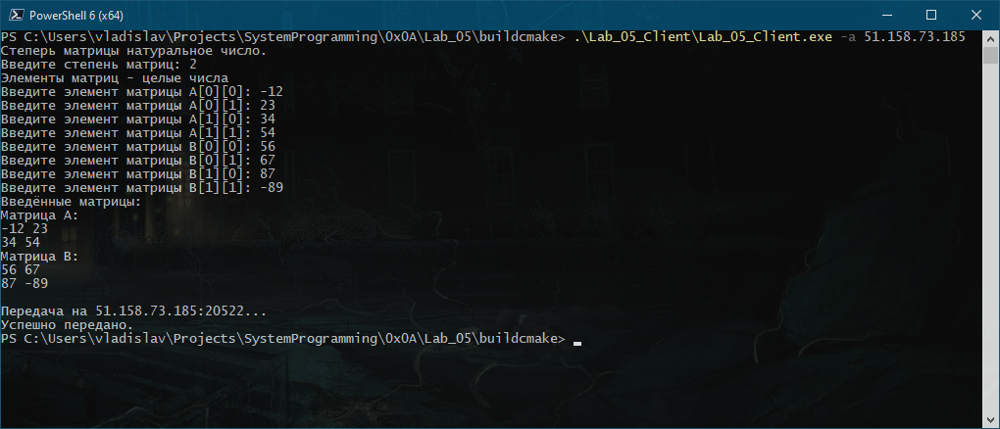 PowerShell 6 (x64)
PS C:\Users\vladislav\Projects\SystemProgramming\0x0A\Lab_05\buildcmake> .\Lab_05_Client\Lab_05_Client.exe -a 51.158.73.185
Степерь матрицы натуральное число.
Введите степень матриц: 2
Элементы матриц - целые числа
Введите элемент матрицы A[0][0]: -12
Введите элемент матрицы A[0][1]: 23
Введите элемент матрицы A[1][0]: 34
Введите элемент матрицы A[1][1]: 54
Введите элемент матрицы B[0][0]: 56
Введите элемент матрицы B[0][1]: 67
Введите элемент матрицы B[1][0]: 87
Введите элемент матрицы B[1][1]: -89
Введённые матрицы:
Матрица A:
-12 23
34 54
Матрица B:
56 67
87 -89
Передача на 51.158.73.185:20522...
Успешно передано.
PS C:\Users\vladislav\Projects\SystemProgramming\0x0A\Lab_05\buildcmake>